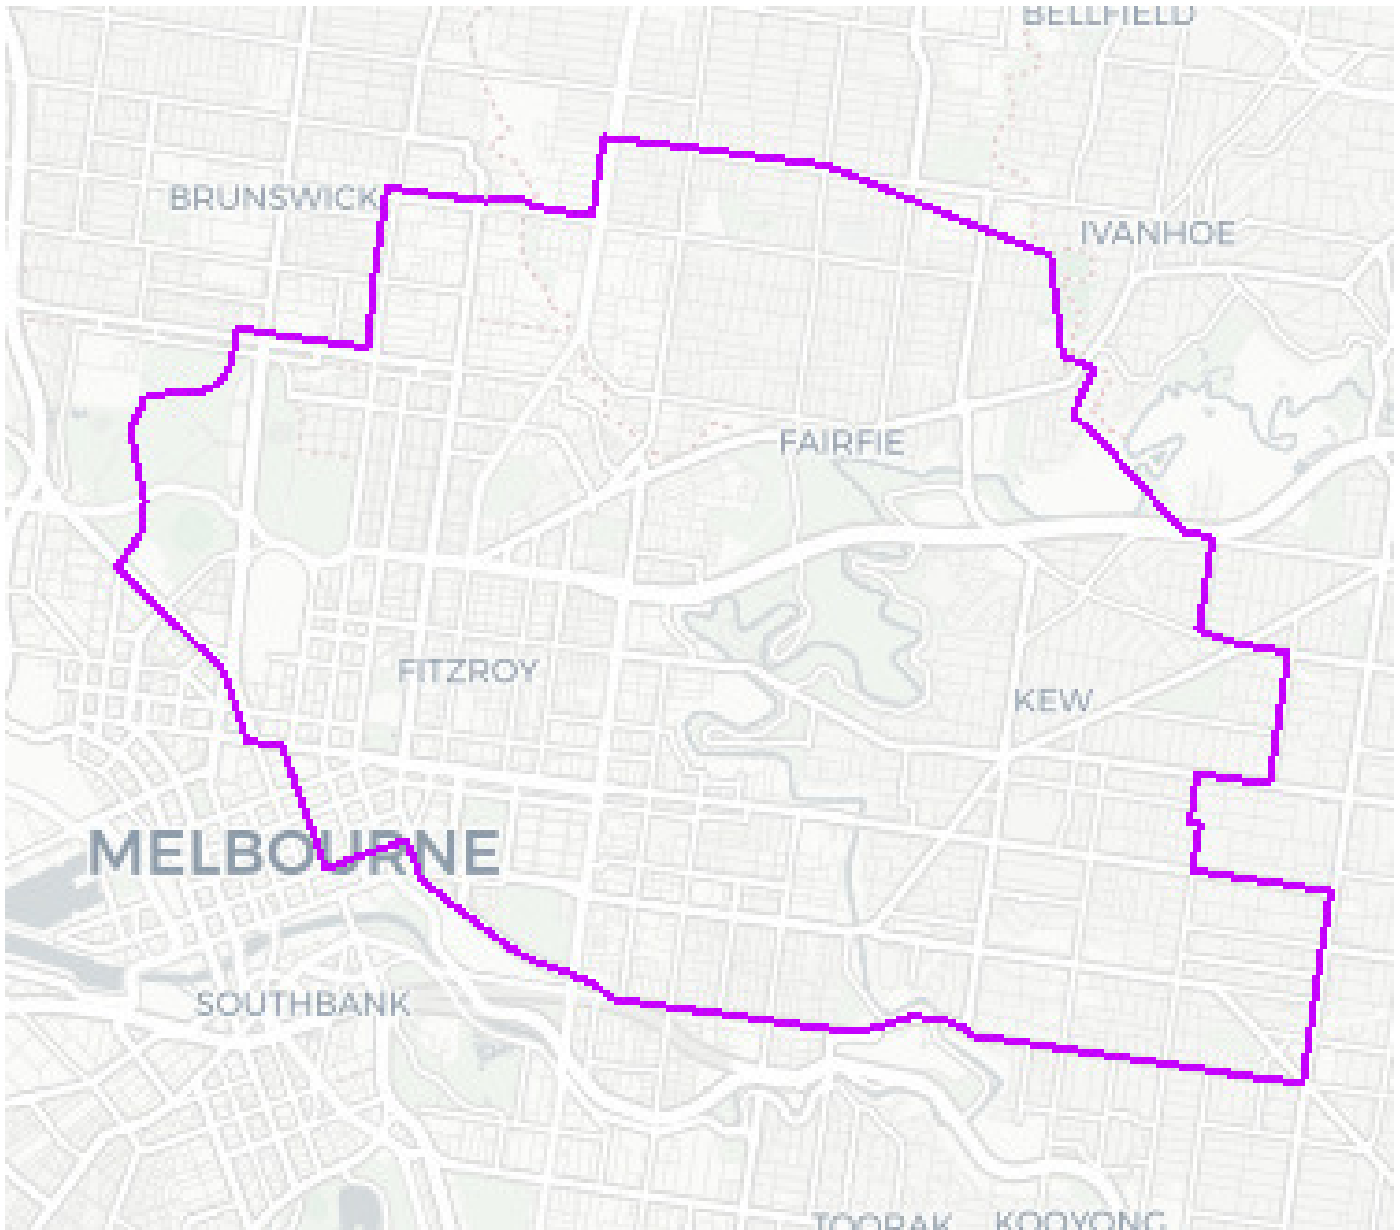 BELLFIELD
BRUNSWICK
IVANHOE
FAIRFIE
FITZROY
KEW
MELBOURNE
SOUTHBANK
TOORAK
KOOYONG